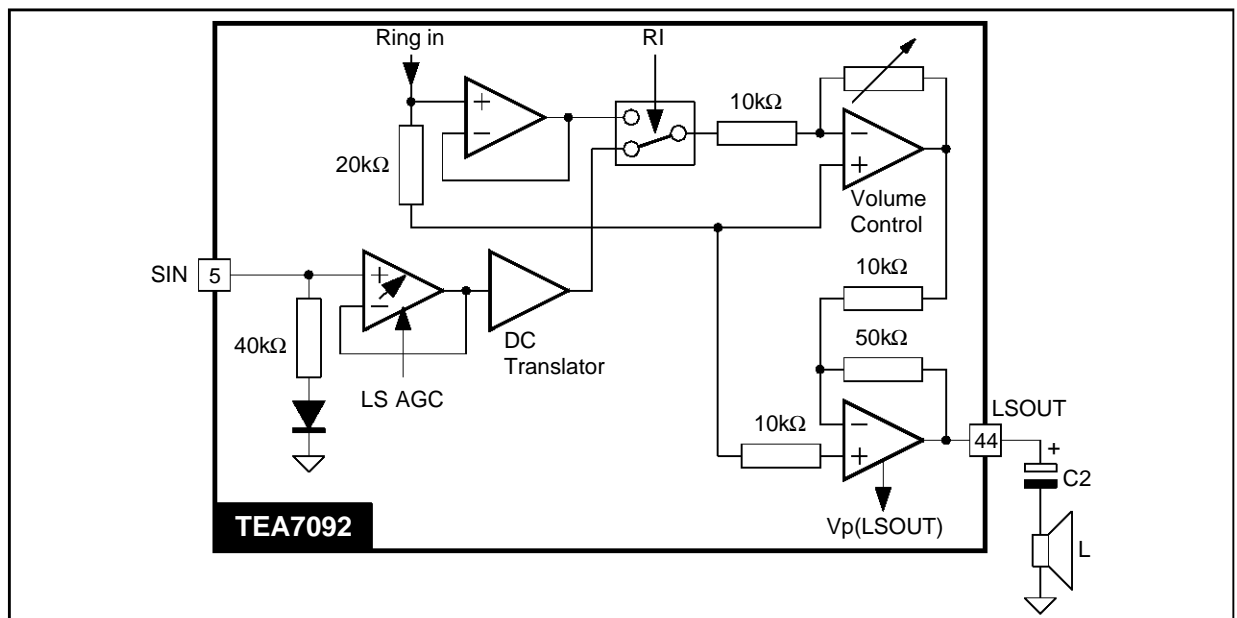 Ring in
RI
10kΩ
+
−
20kΩ
−
+
Volume
Control
SIN
5
+
−
10kΩ
40kΩ
DC
Translator
50kΩ
LS AGC
LSOUT
10kΩ
−
+
44
+
C2
TEA7092
Vp(LSOUT)
L